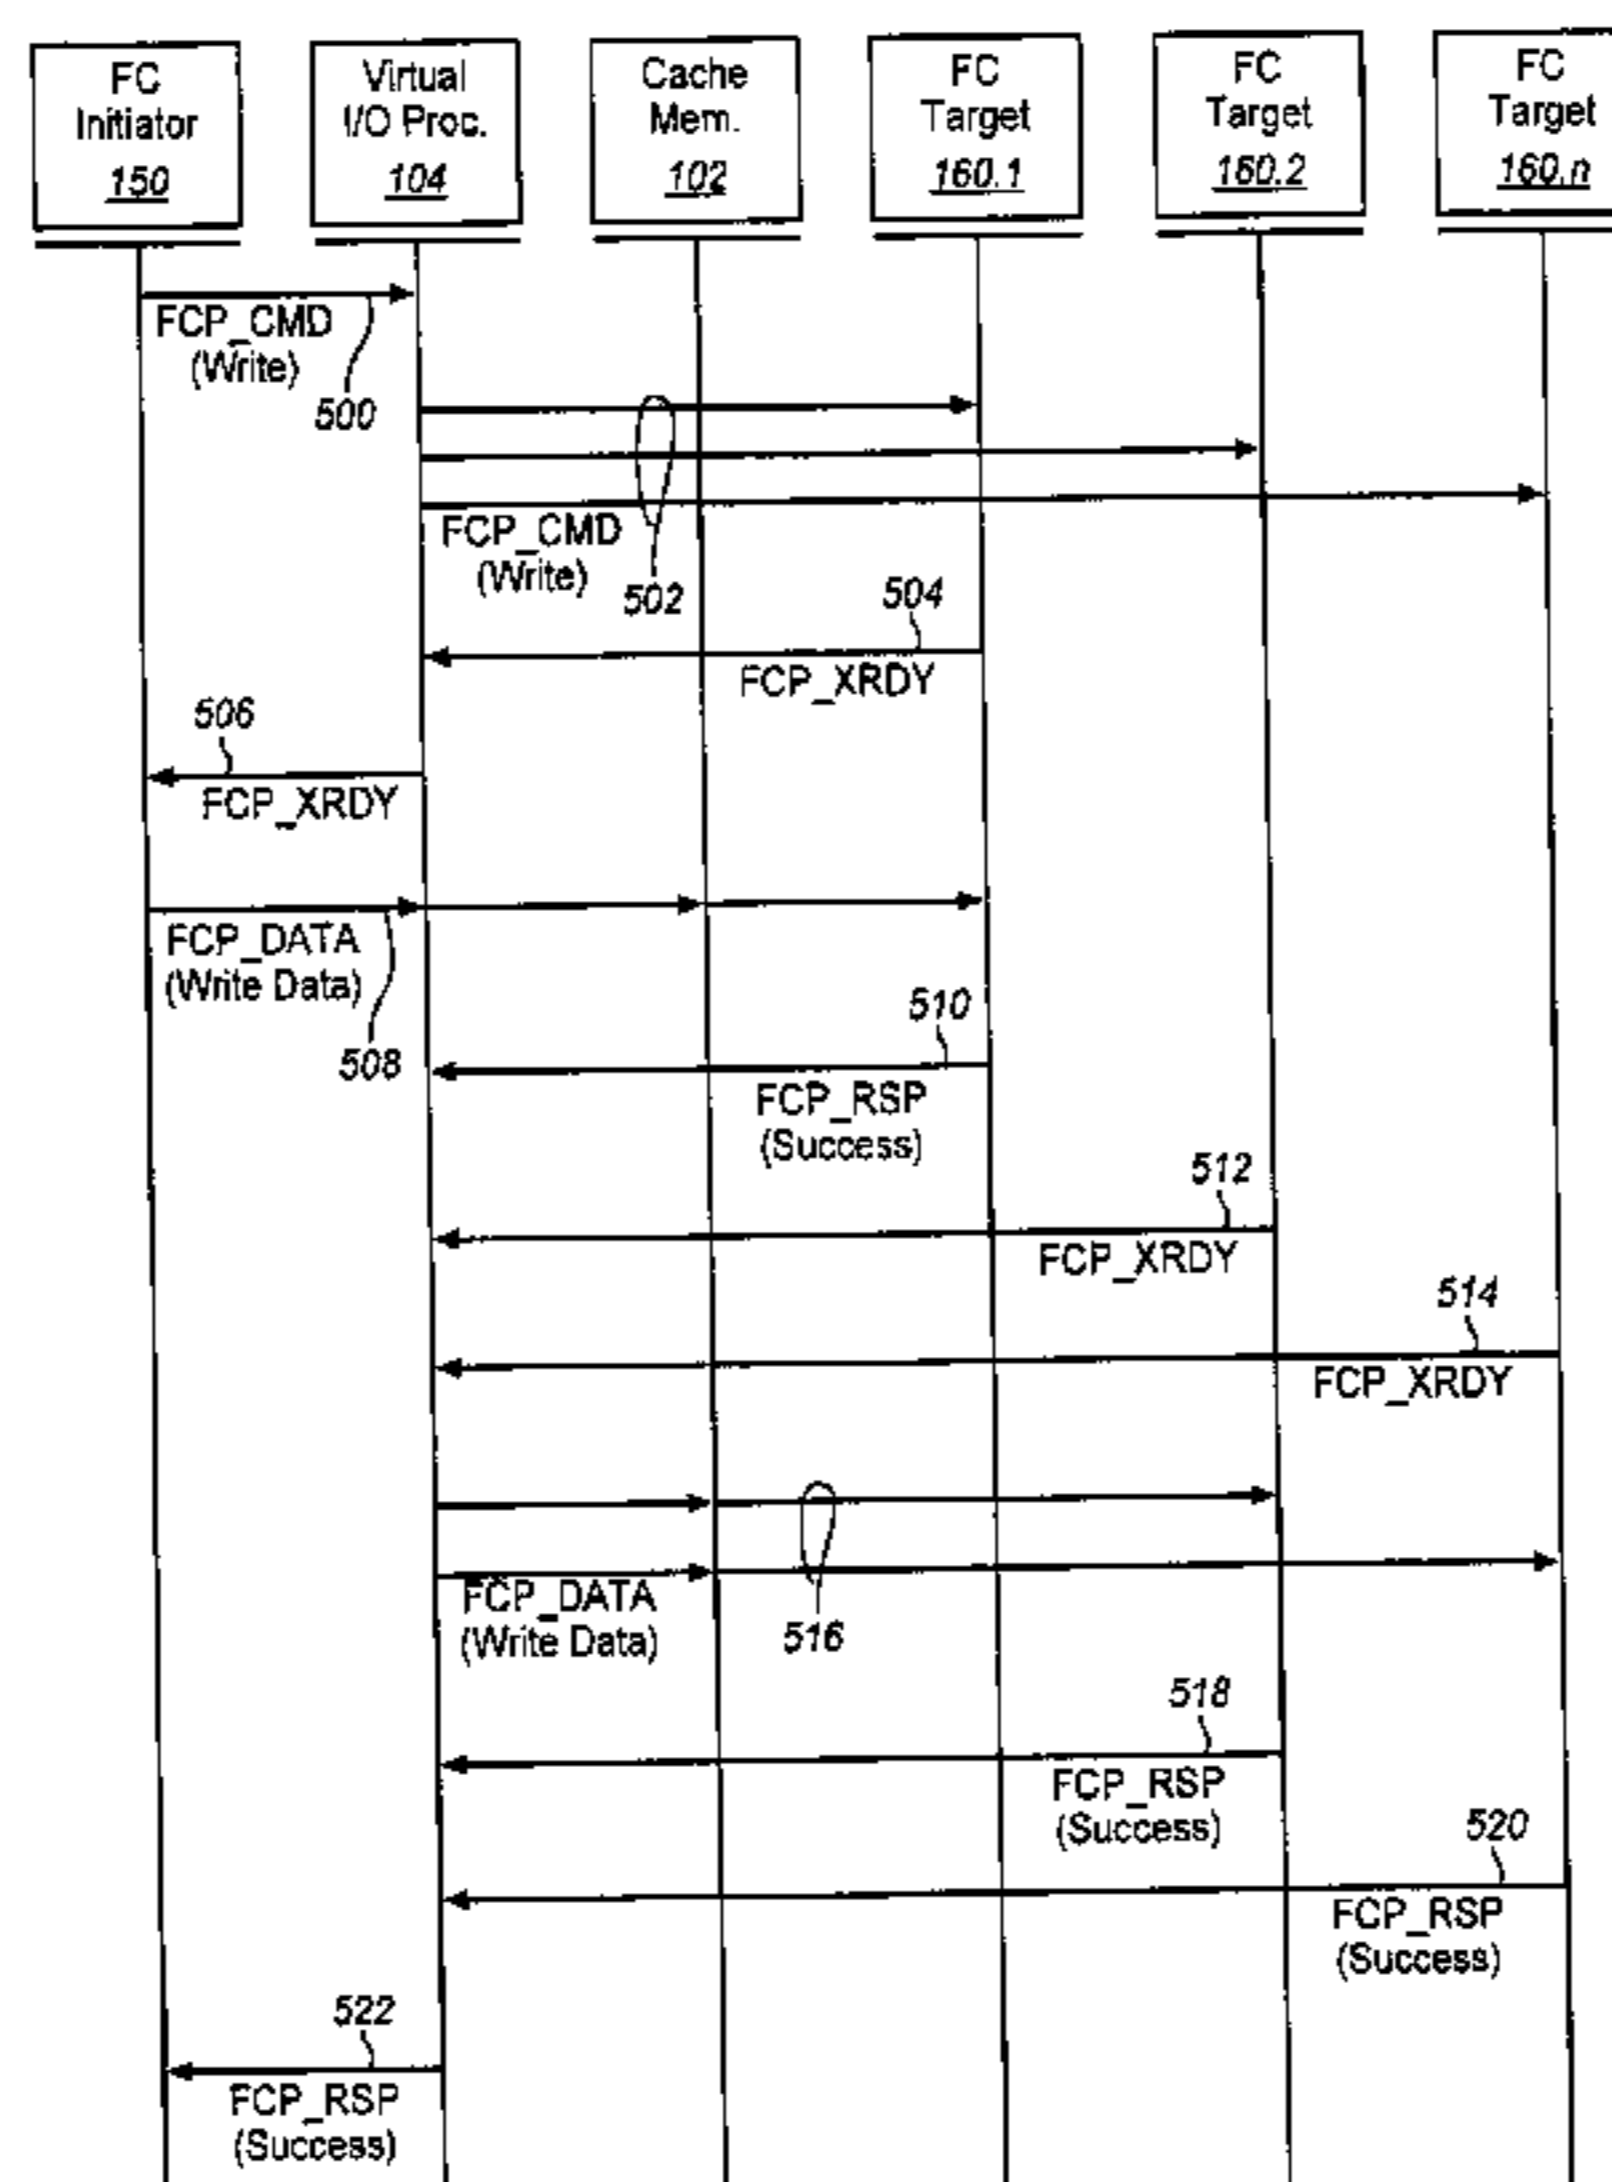 FC
Initiator
150
Virtual
I/O Proc.
104
Cache
Mem.
102
FC
Target
160.1
FC
Target
160.2
FC
Target
160.n
FCP_CMD
(Write)
500
FCP_CMD
(Write)
502
504
FCP_XRDY
506
FCP_XRDY
FCP_DATA
(Write Data)
508
510
FCP_RSP
(Success)
512
FCP_XRDY
514
FCP_XRDY
FCP_DATA
(Write Data)
516
518
FCP_RSP
(Success)
520
FCP_RSP
(Success)
522
FCP_RSP
(Success)